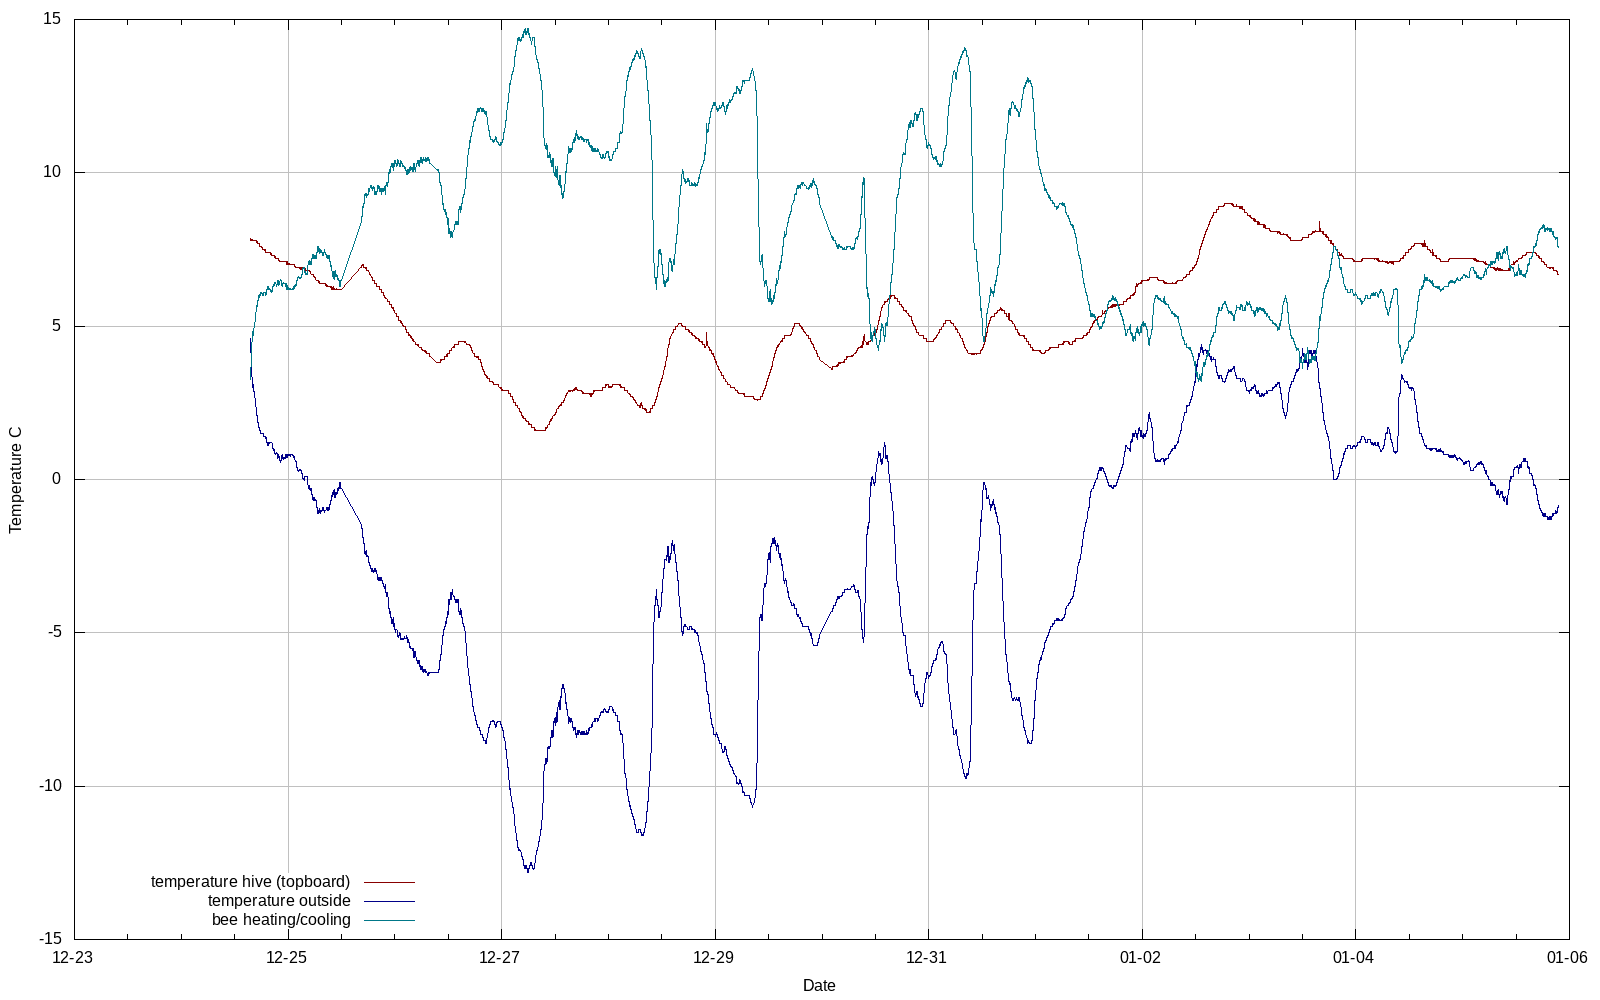 15
10
5
0
-5
-10
-15
Temperature C
temperature hive (topboard)
temperature outside
bee heating/cooling
12-23 12-25 12-27 12-29 12-31 01-02 01-04 01-06
Date